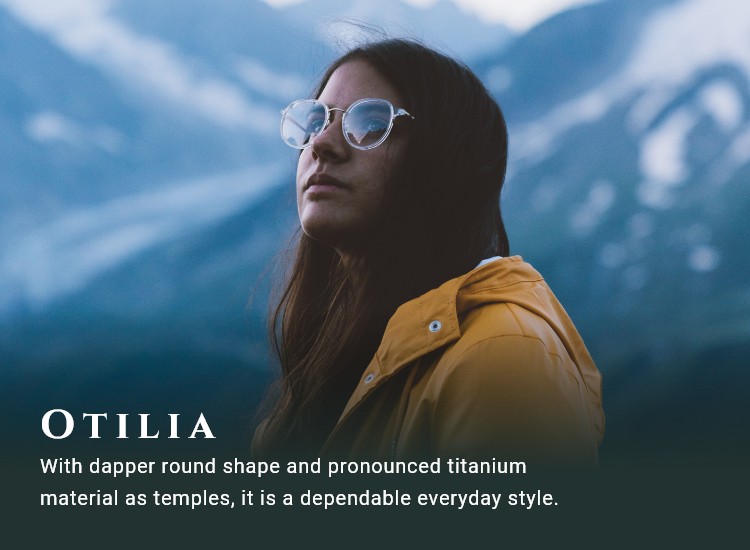 OTILIA
With dapper round shape and pronounced titanium
material as temples, it is a dependable everyday style.